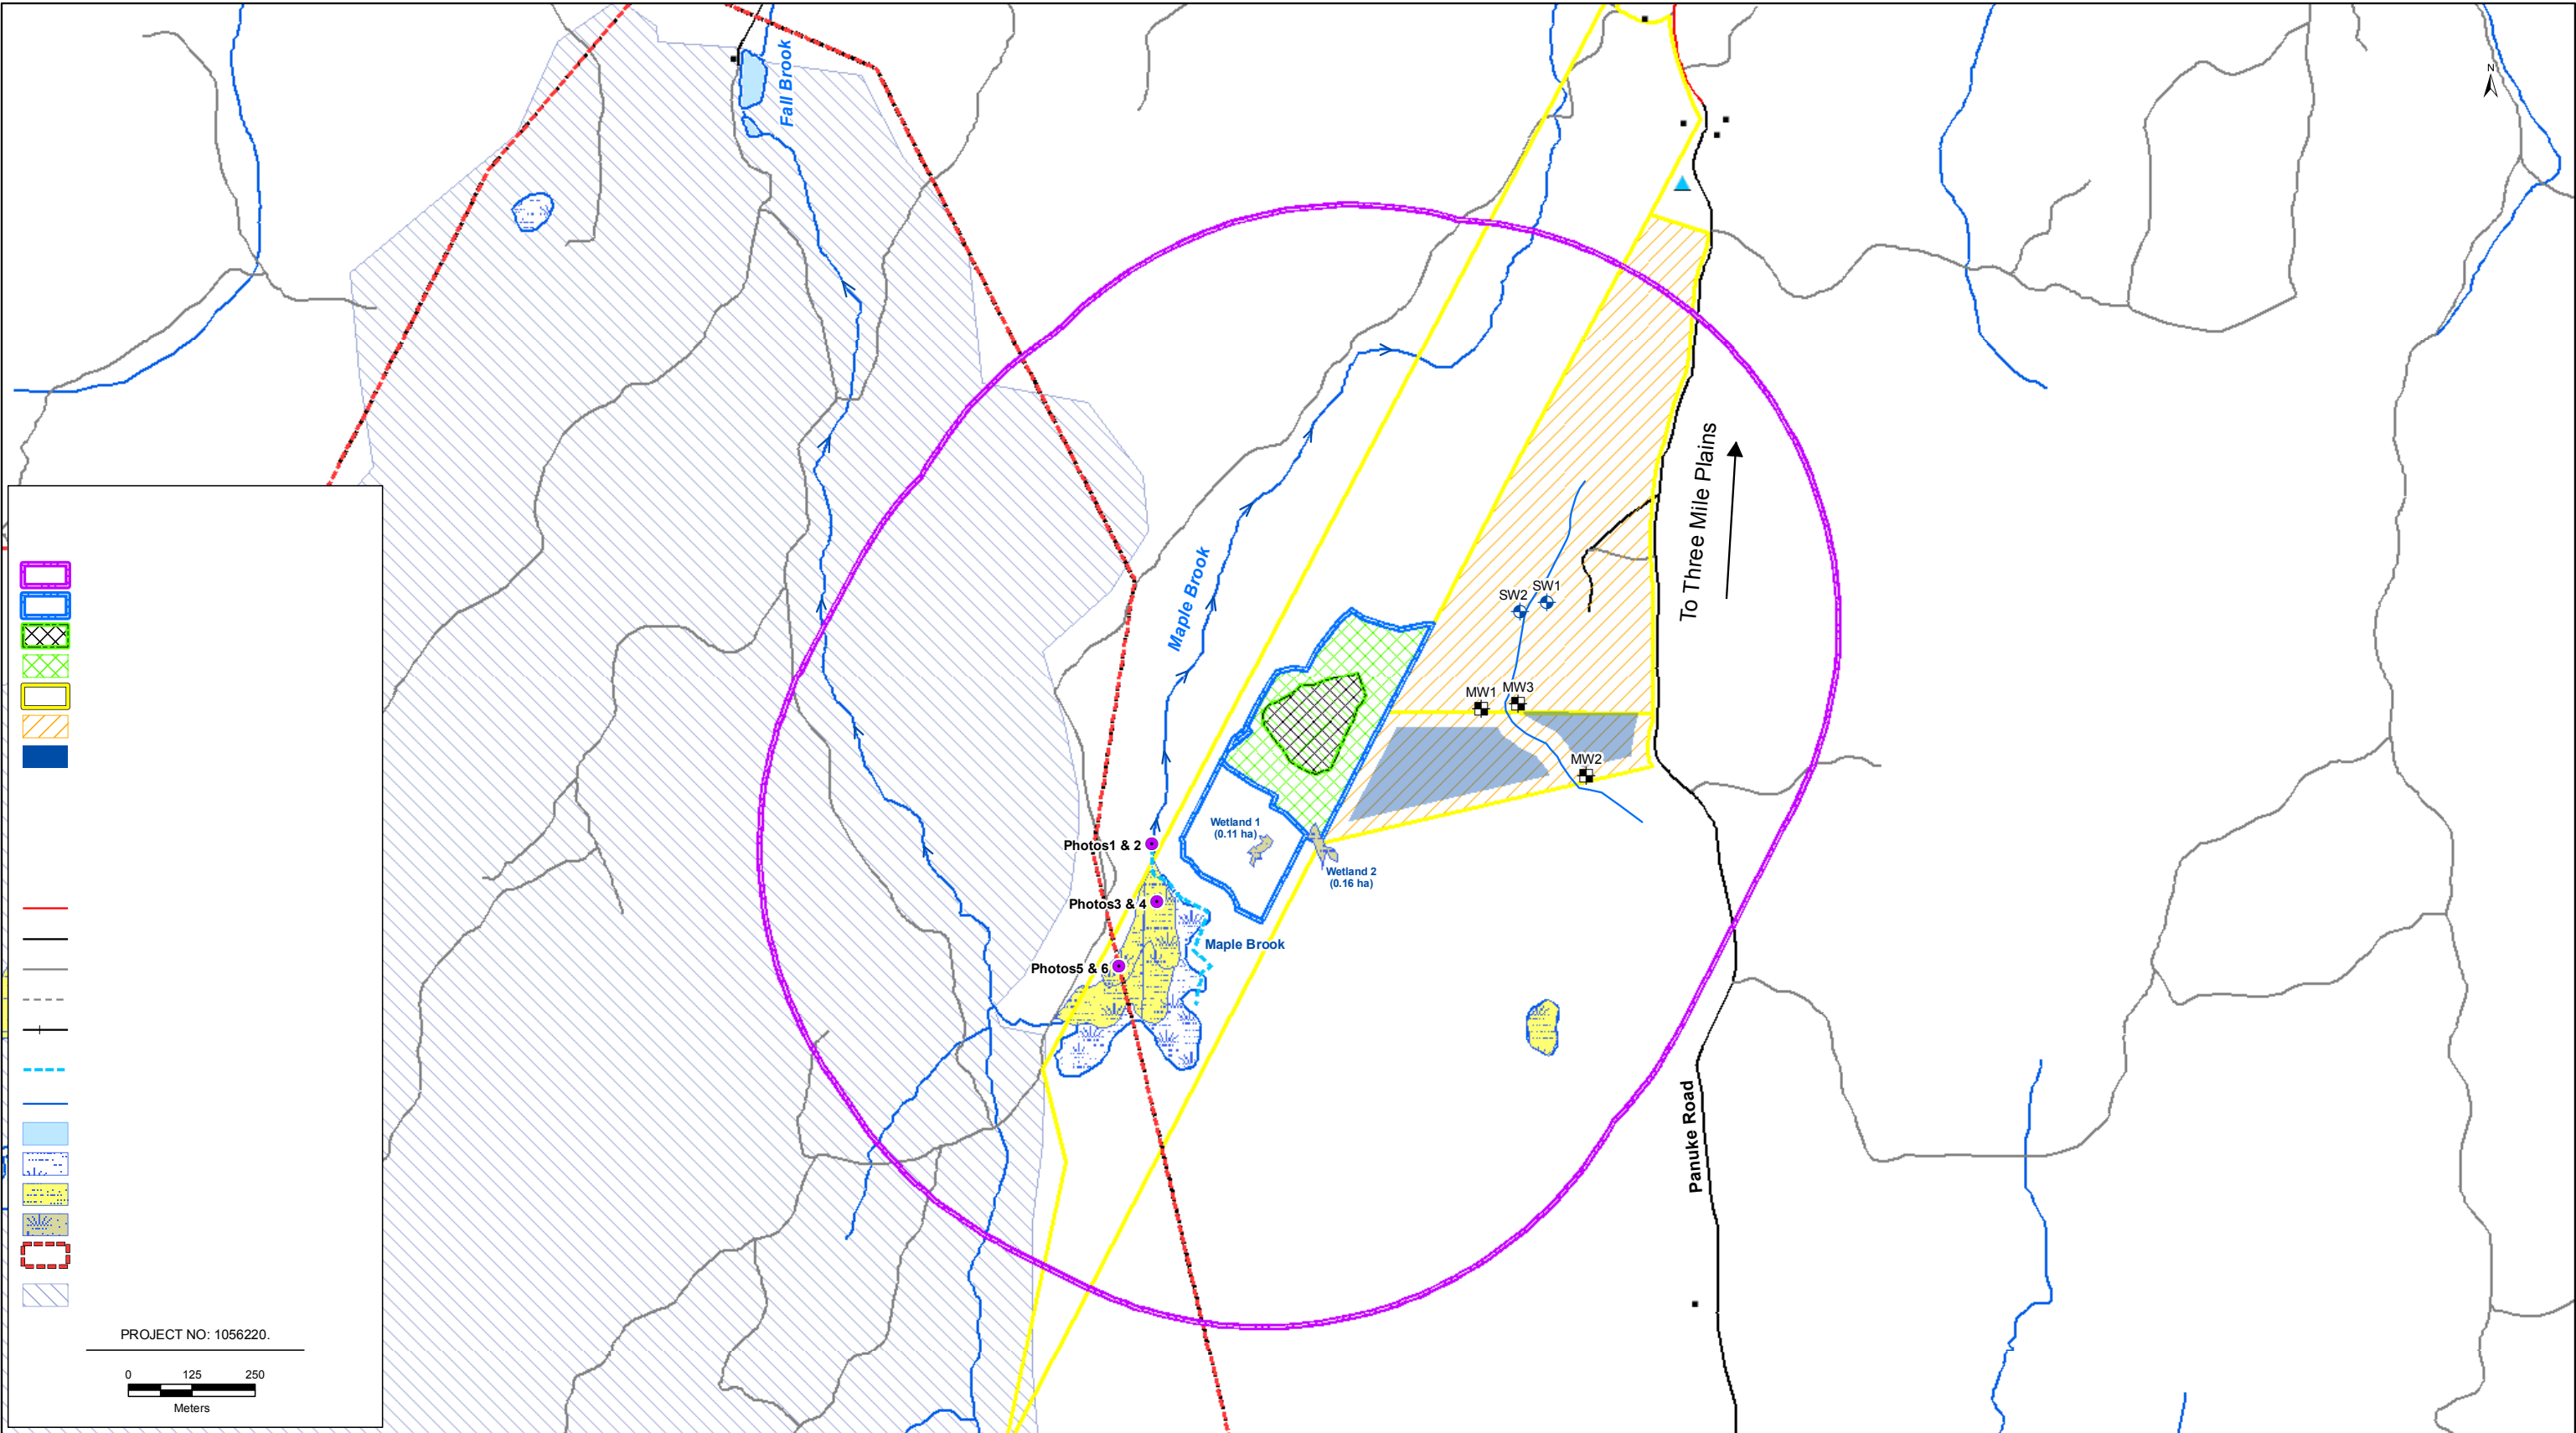 N
Fall Brook
To Three Mile Plains
Maple Brook
SW1
SW2
MW1
MW3
MW2
Wetland 1
(0.11 ha)
Photos1 & 2
Wetland 2
(0.16 ha)
Photos3 & 4
Maple Brook
Photos5 & 6
Panuke Road
PROJECT NO: 1056220.
0 125 250
Meters